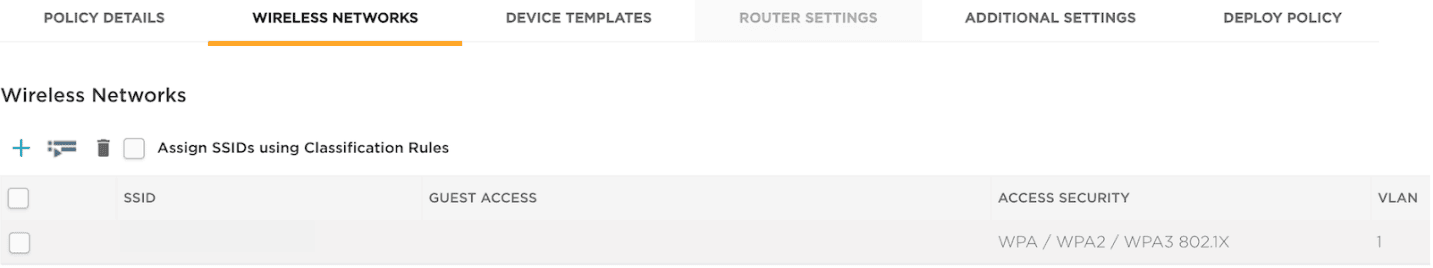 POLICY DETAILS WIRELESS NETWORKS DEVICE TEMPLATES ROUTER SETTINGS ADDITIONAL SETTINGS DEPLOY POLICY
Wireless Networks
Assign SSIDs using Classification Rules
SSID GUEST ACCESS ACCESS SECURITY VLAN
WPA / WPA2 / WPA3 802.1X 1